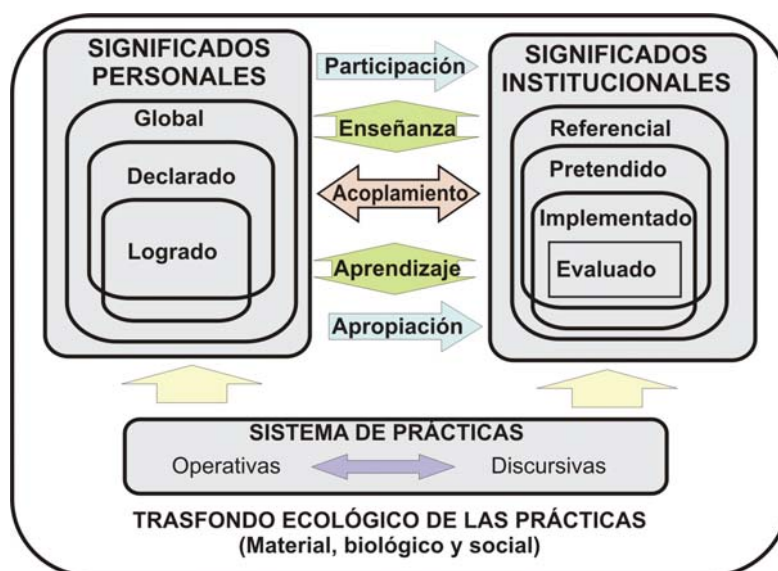 SIGNIFICADOS
PERSONALES
Global
Declarado
Logrado
Participación
Enseñanza
Acoplamiento
Aprendizaje
Apropiación
SIGNIFICADOS
INSTITUCIONALES
Referencial
Pretendido
Implementado
Evaluado
SISTEMA DE PRÁCTICAS
Operativas
Discursivas
TRASFONDO ECOLÓGICO DE LAS PRÁCTICAS
(Material, biológico y social)